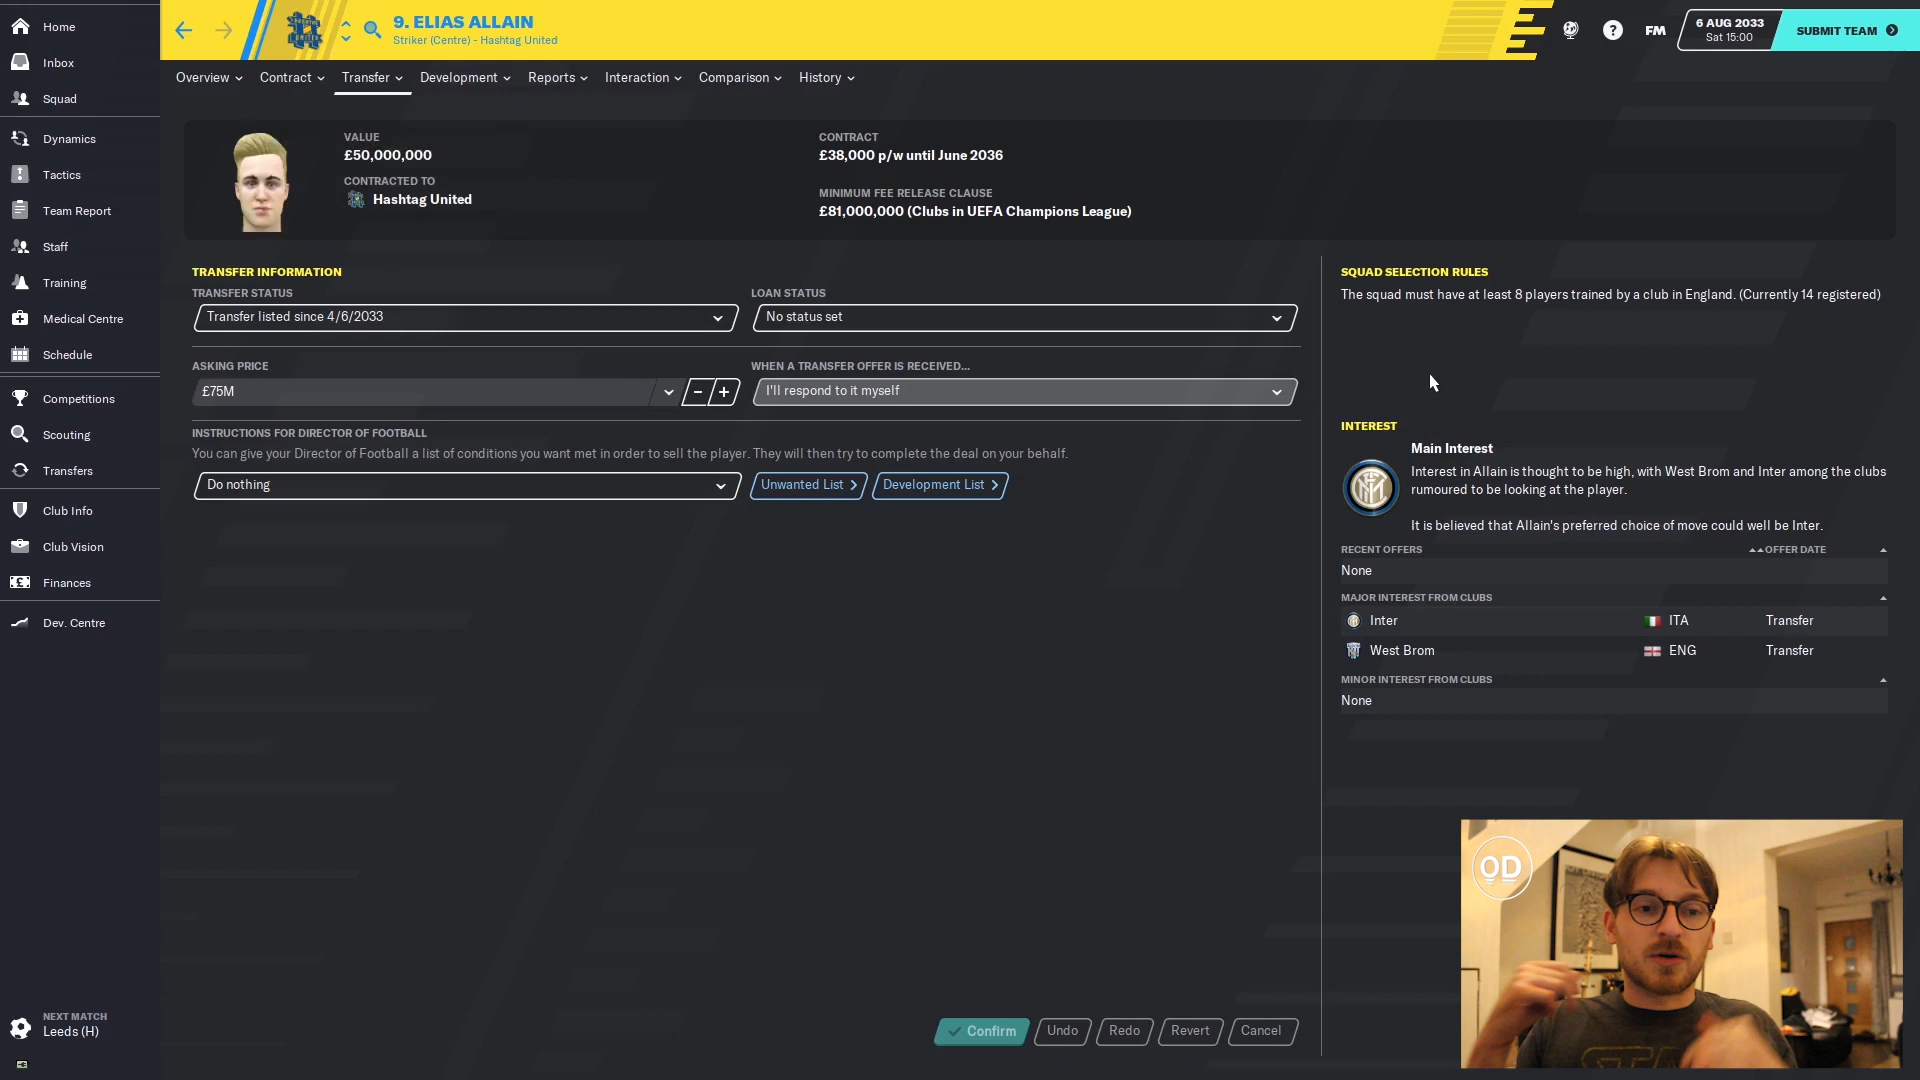 Home
Inbox
Squad
Dynamics
Tactics
Team Report
Staff
Training
Medical Centre
Schedule
Competitions
Scouting
Transfers
Club Info
Club Vision
Finances
Dev. Centre
NEXT MATCH
Leeds (H)
9. ELIAS ALLAIN
Striker (Centre) - Hashtag United
FM
6 AUG 2033
Sat 15:00
SUBMIT TEAM
Overview
Contract
Transfer
Development
Reports
Interaction
Comparison
History
VALUE
£50,000,000
CONTRACTED TO
Hashtag United
CONTRACT
£38,000 p/w until June 2036
MINIMUM FEE RELEASE CLAUSE
£81,000,000 (Clubs in UEFA Champions League)
TRANSFER INFORMATION
TRANSFER STATUS
Transfer listed since 4/6/2033
LOAN STATUS
No status set
ASKING PRICE
£75M
WHEN A TRANSFER OFFER IS RECEIVED...
I'll respond to it myself
INSTRUCTIONS FOR DIRECTOR OF FOOTBALL
You can give your Director of Football a list of conditions you want met in order to sell the player. They will then try to complete the deal on your behalf.
Do nothing
Unwanted List
Development List
SQUAD SELECTION RULES
The squad must have at least 8 players trained by a club in England. (Currently 14 registered)
INTEREST
Main Interest
Interest in Allain is thought to be high, with West Brom and Inter among the clubs
rumoured to be looking at the player.
It is believed that Allain's preferred choice of move could well be Inter.
RECENT OFFERS OFFER DATE
None
MAJOR INTEREST FROM CLUBS
Inter ITA Transfer
West Brom ENG Transfer
MINOR INTEREST FROM CLUBS
None
Confirm
Undo
Redo
Revert
Cancel
OD